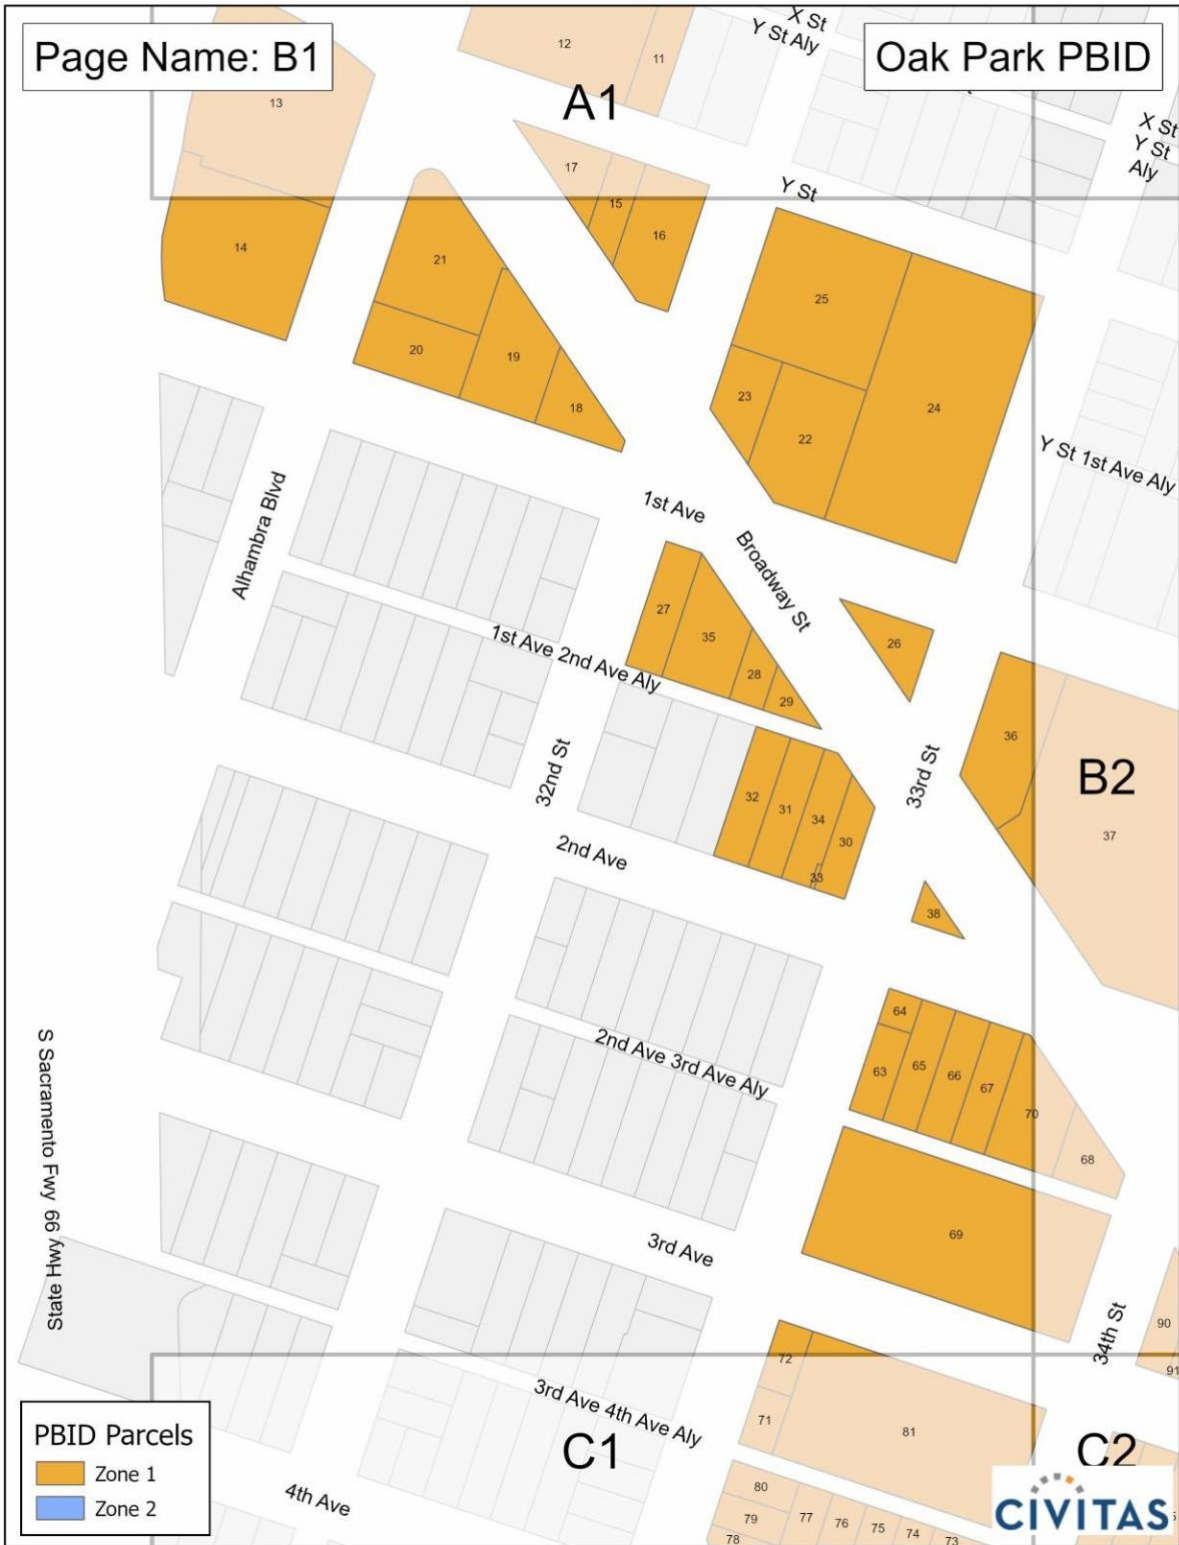 Page Name: B1
Oak Park PBID
X St
Y St Aly
12
11
13
A1
X St
Y St
Aly
17
15
16
Y St
14
21
25
20
19
18
23
22
24
Y St 1st Ave Aly
Alhambra Blvd
1st Ave
Broadway St
27
35
28
29
26
1st Ave 2nd Ave Aly
32nd St
33rd St
36
B2
37
32
31
34
30
33
2nd Ave
38
64
63
65
66
67
70
68
2nd Ave 3rd Ave Aly
S Sacramento Fwy
State Hwy 99
69
3rd Ave
34th St
90
91
72
71
81
3rd Ave 4th Ave Aly
C1
C2
80
79
78
77
76
75
74
73
4th Ave
PBID Parcels
Zone 1
Zone 2
CIVITAS